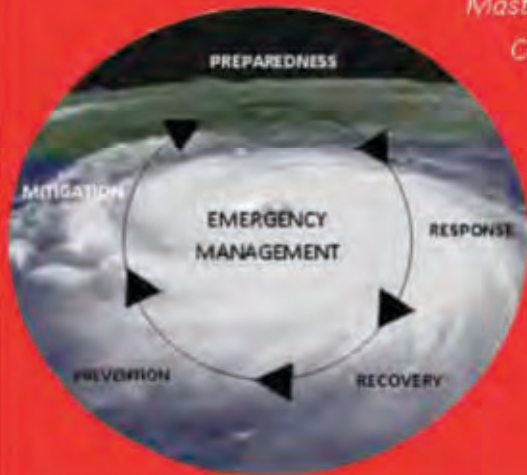 PREPAREDNESS
MITIGATION
EMERGENCY
MANAGEMENT
RESPONSE
PREVENTION
RECOVERY